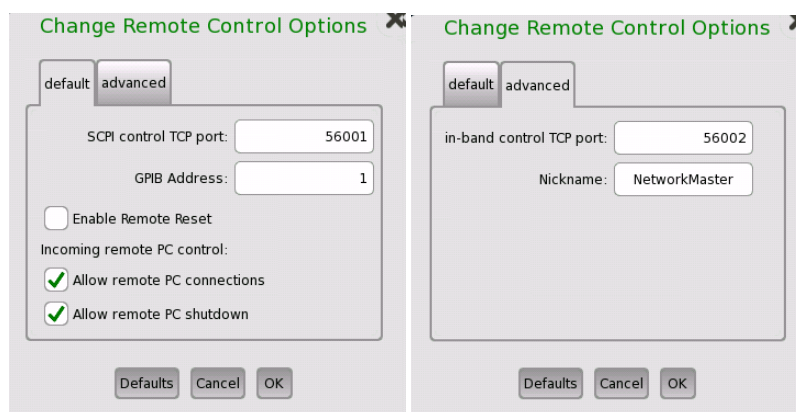 Change Remote Control Options
default advanced
SCPI control TCP port: 56001
GPIB Address: 1
Enable Remote Reset
Incoming remote PC control:
Allow remote PC connections
Allow remote PC shutdown
Defaults Cancel OK
Change Remote Control Options
default advanced
in-band control TCP port: 56002
Nickname: NetworkMaster
Defaults Cancel OK